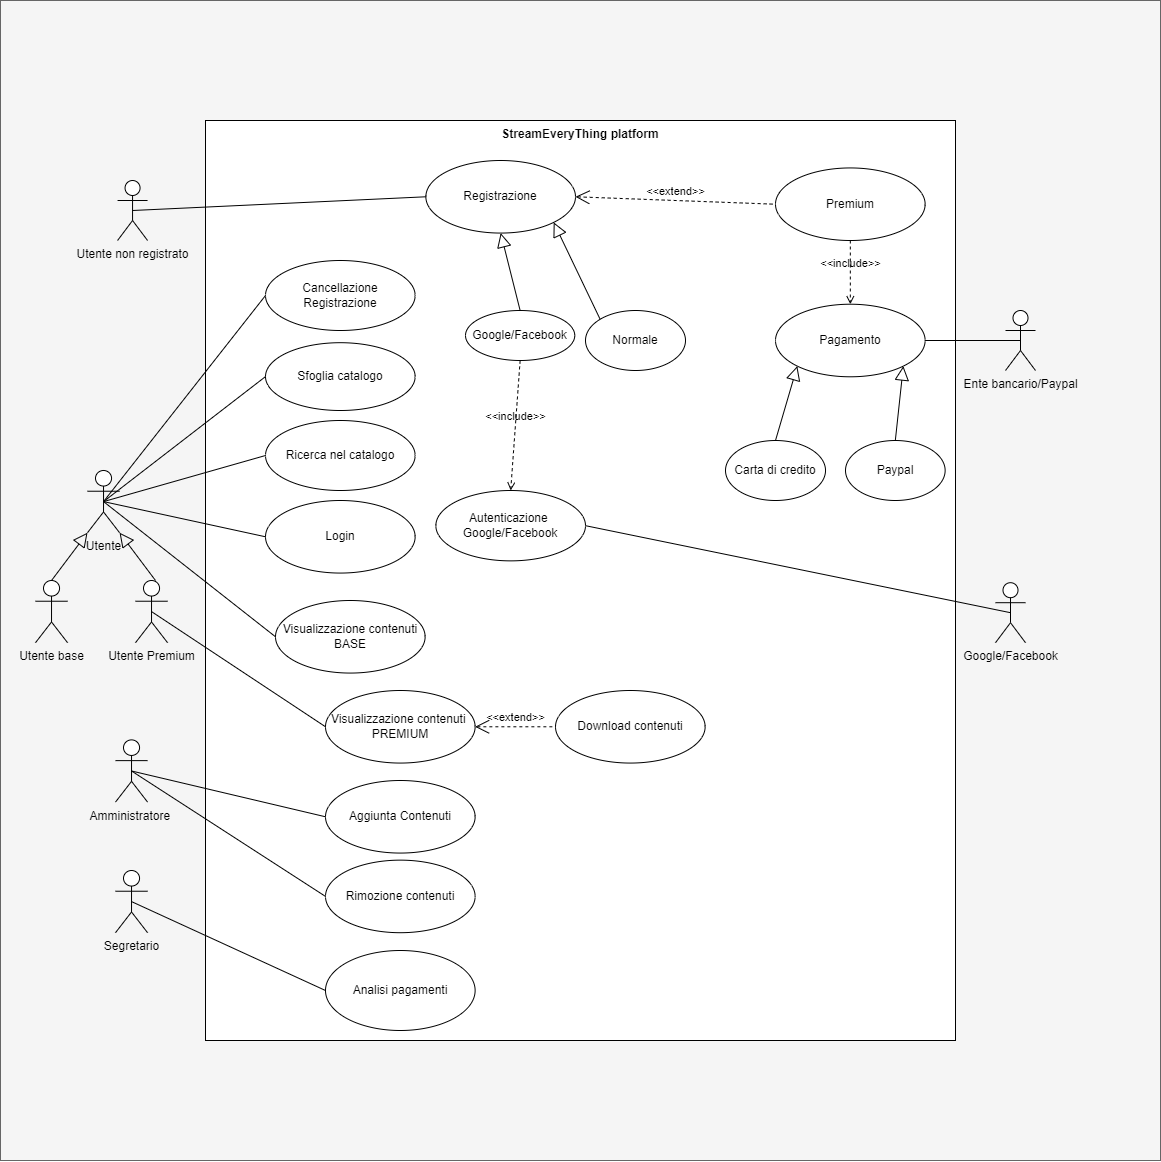 StreamEveryThing platform
Registrazione
<<extend>>
Premium
Utente non registrato
<<include>>
Cancellazione
Registrazione
Google/Facebook
Normale
Pagamento
Ente bancario/Paypal
Sfoglia catalogo
<<include>>
Ricerca nel catalogo
Carta di credito
Paypal
Autenticazione
Google/Facebook
Login
Utente
Visualizzazione contenuti
BASE
Utente base
Utente Premium
Google/Facebook
Visualizzazione contenuti
PREMIUM
<<extend>>
Download contenuti
Amministratore
Aggiunta Contenuti
Rimozione contenuti
Segretario
Analisi pagamenti